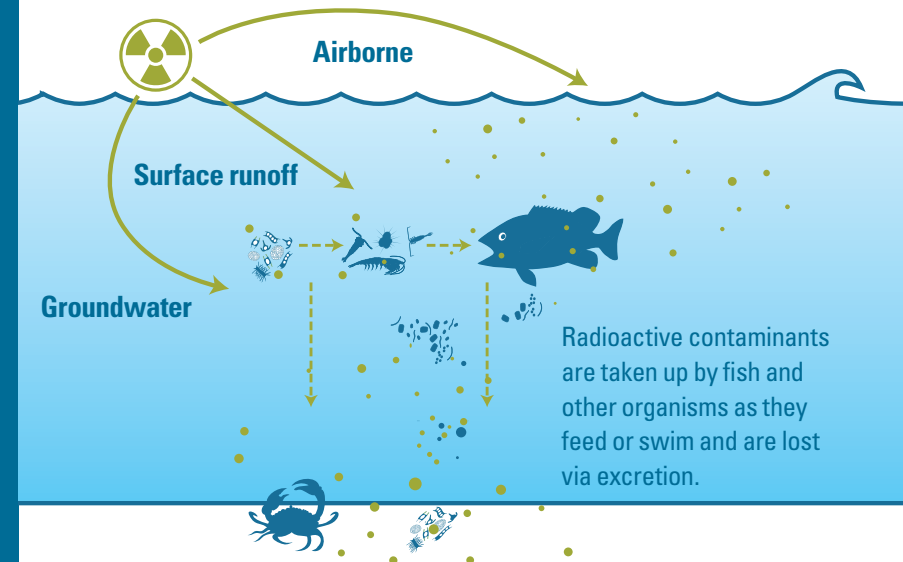 Airborne
Surface runoff
Groundwater
Radioactive contaminants
are taken up by fish and
other organisms as they
feed or swim and are lost
via excretion.